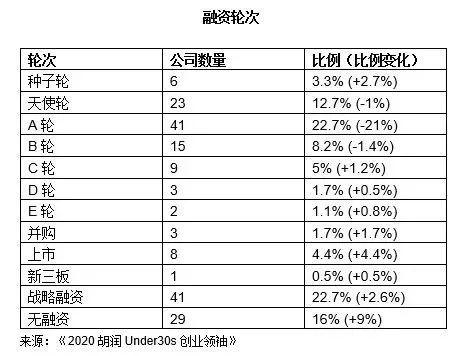 融资轮次
轮次 公司数量 比例（比例变化）
种子轮 6 3.3% (+2.7%)
天使轮 23 12.7% (-1%)
A 轮 41 22.7% (-21%)
B 轮 15 8.2% (-1.4%)
C 轮 9 5% (+1.2%)
D 轮 3 1.7% (+0.5%)
E 轮 2 1.1% (+0.8%)
并购 3 1.7% (+1.7%)
上市 8 4.4% (+4.4%)
新三板 1 0.5% (+0.5%)
战略融资 41 22.7% (+2.6%)
无融资 29 16% (+9%)
来源：《2020 胡润 Under30s 创业领袖》